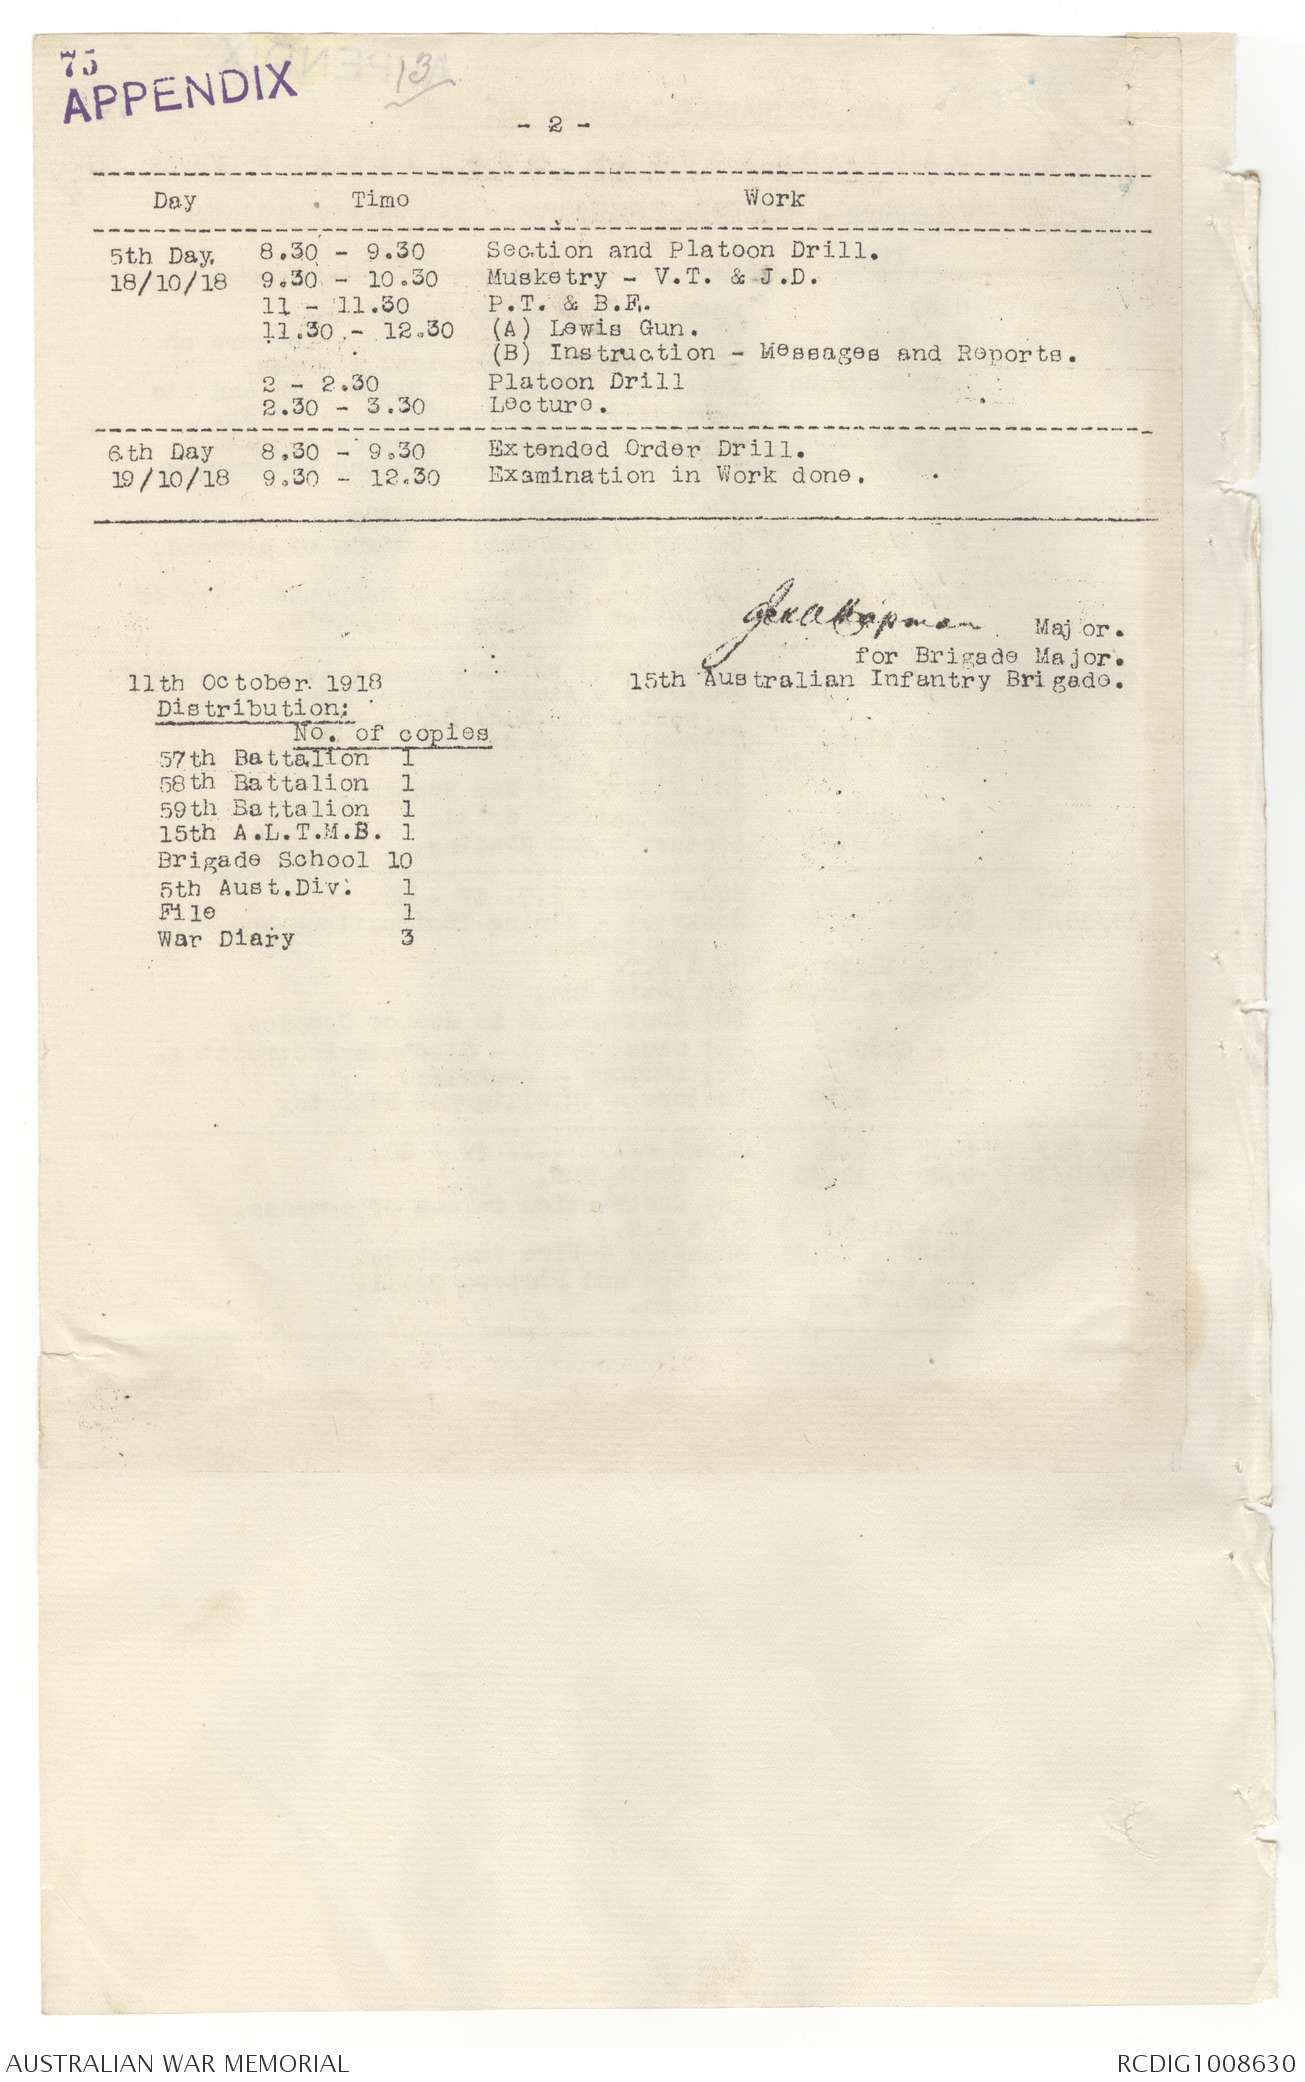 75
APPENDIX 13
- 2 -
Day Time Work
5th Day. 8.30 - 9.30 Section and Platoon Drill.
18/10/18 9.30 - 10.30 Musketry - V.T. & J.D.
11 - 11.30 P.T. & B.F.
11.30 - 12.30 (A) Lewis Gun.
(B) Instruction - Messages and Reports.
2 - 2.30 Platoon Drill
2.30 - 3.30 Lecture.
6th Day 8.30 - 9.30 Extended Order Drill.
19/10/18 9.30 - 12.30 Examination in Work done.
Major.
for Brigade Major.
15th Australian Infantry Brigade.
11th October 1918
Distribution:
No. of copies
57th Battalion 1
58th Battalion 1
59th Battalion 1
15th A.L.T.M.B. 1
Brigade School 10
5th Aust.Div. 1
File 1
War Diary 3
AUSTRALIAN WAR MEMORIAL RCDIG1008630